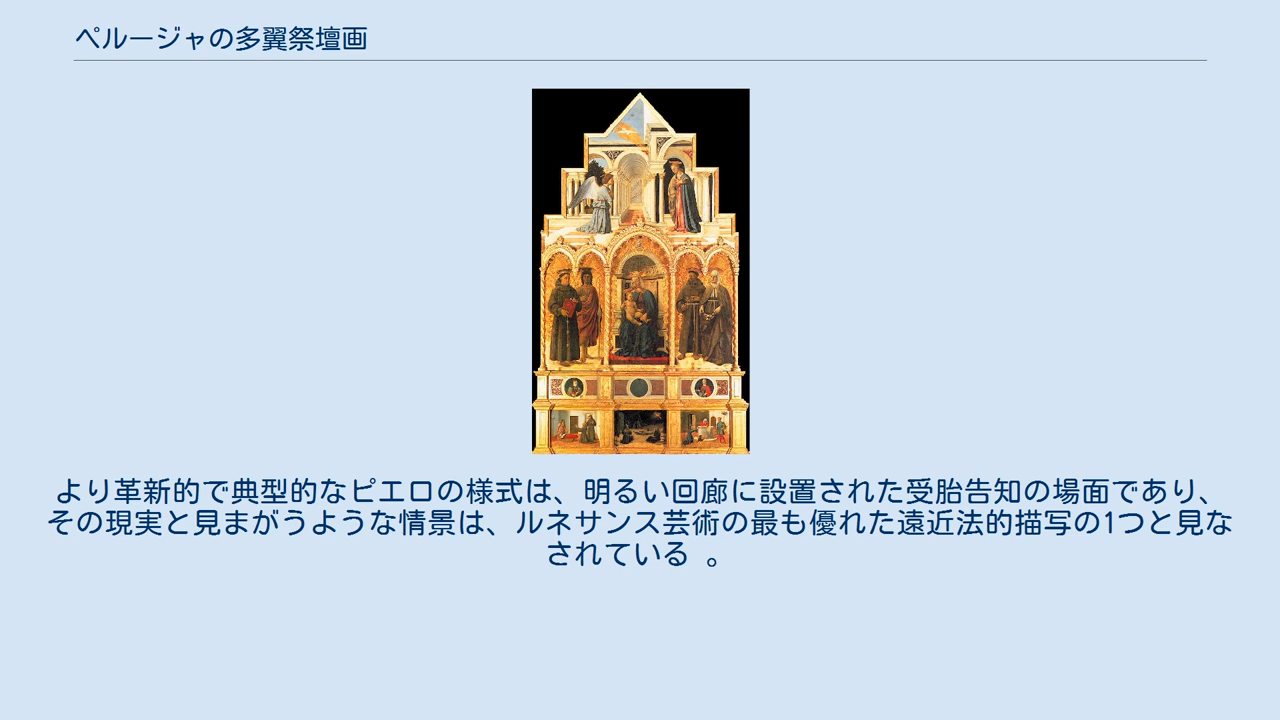 ペルージャの多翼祭壇画
より革新的で典型的なピエロの様式は、明るい回廊に設置された受胎告知の場面であり、
その現実と見まがうような情景は、ルネサンス芸術の最も優れた遠近法的描写の1つと見な
されている 。